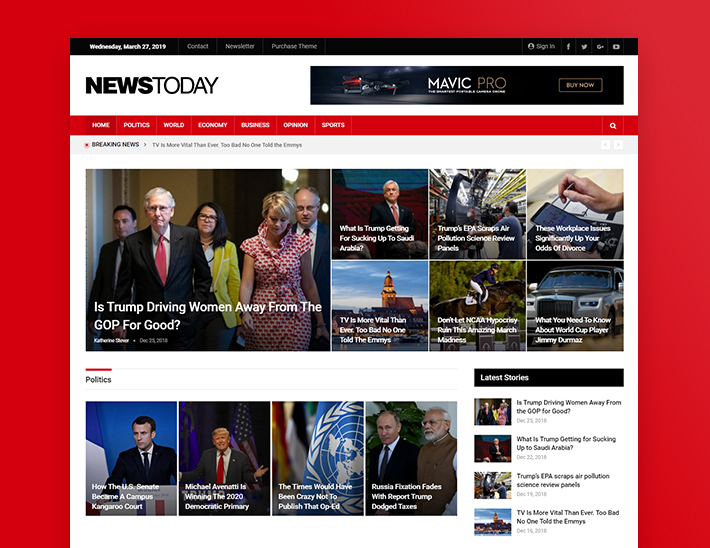 Wednesday, March 27, 2019
Contact
Newsletter
Purchase Theme
Sign In
NEWSTODAY
MAVIC PRO
THE SMARTEST PORTABLE CAMERA DRONE
BUY NOW
HOME
POLITICS
WORLD
ECONOMY
BUSINESS
OPINION
SPORTS
BREAKING NEWS
TV Is More Vital Than Ever. Too Bad No One Told the Emmys
Is Trump Driving Women Away From The
GOP For Good?
Katherine Stover • Dec 25, 2018
What Is Trump Getting
For Sucking Up To Saudi
Arabia?
Trump's EPA Scraps Air
Pollution Science Review
Panels
These Workplace Issues
Significantly Up Your
Odds Of Divorce
TV Is More Vital Than
Ever. Too Bad No One
Told The Emmys
Don't Let NCAA Hypocrisy
Ruin This Amazing March
Madness
What You Need To Know
About World Cup Player
Jimmy Durmaz
Politics
How The U.S. Senate
Became A Campus
Kangaroo Court
Michael Avenatti Is
Winning The 2020
Democratic Primary
The Times Would Have
Been Crazy Not To
Publish That Op-Ed
Russia Fixation Fades
With Report Trump
Dodged Taxes
Latest Stories
Is Trump Driving Women Away From
the GOP for Good?
Dec 25, 2018
What Is Trump Getting for Sucking
Up to Saudi Arabia?
Dec 22, 2018
Trump's EPA scraps air pollution
science review panels
Dec 19, 2018
TV Is More Vital Than Ever. Too Bad
No One Told the Emmys
Dec 16, 2018